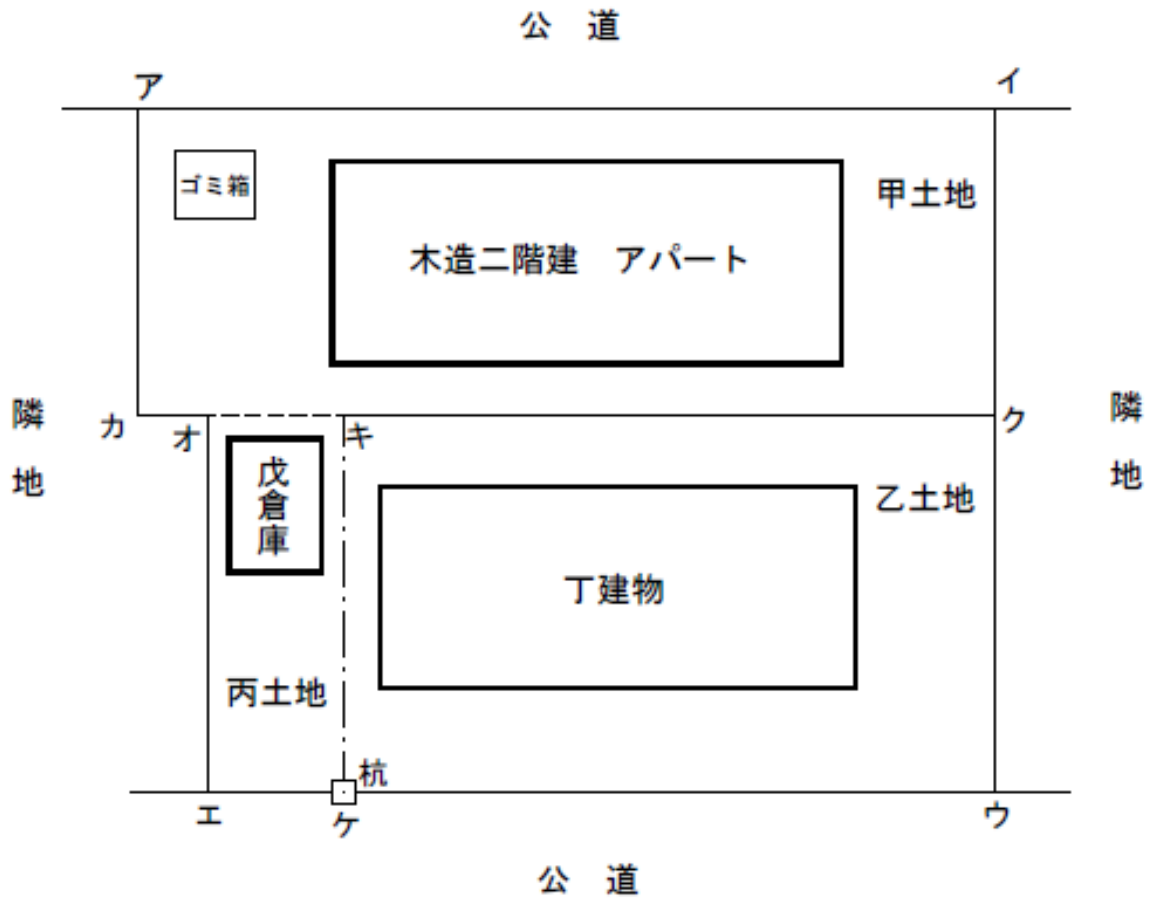 公　道
ア
イ
ゴミ箱
甲土地
木造二階建　アパート
隣地
カ
オ
キ
ク
隣地
戊倉庫
乙土地
丁建物
丙土地
杭
エ
ケ
ウ
公　道